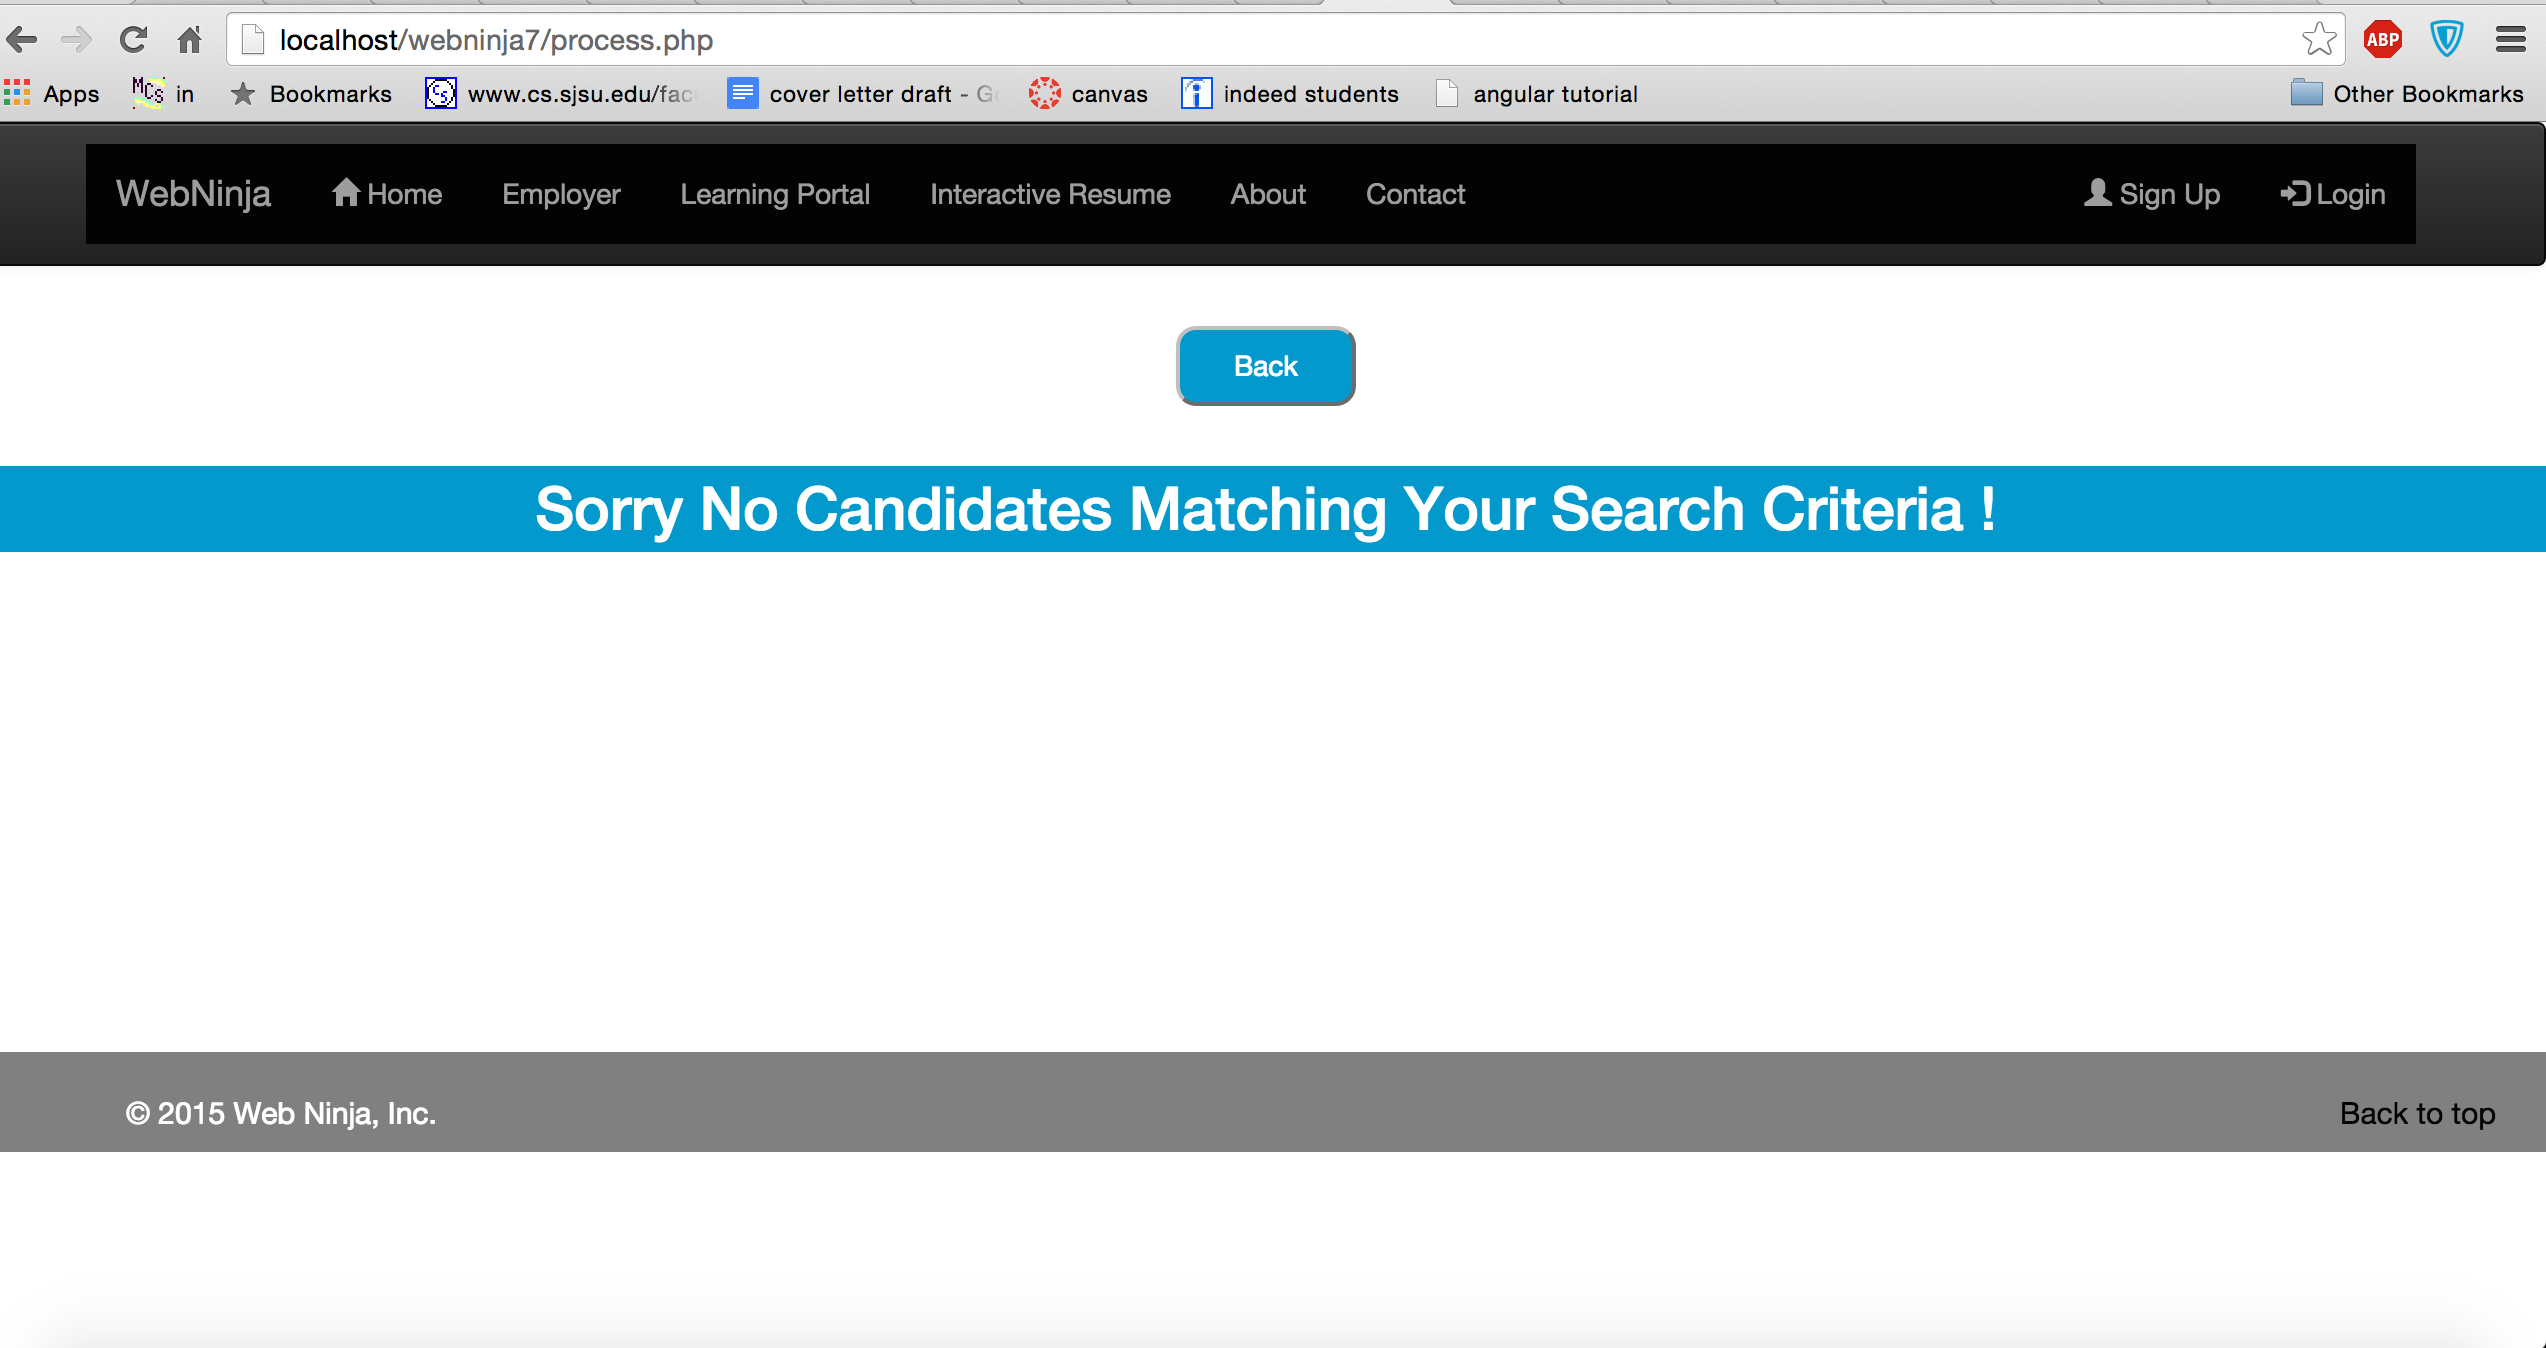 localhost/webninja7/process.php
ABP
Apps in Bookmarks www.cs.sjsu.edu/fac cover letter draft - G canvas indeed students angular tutorial Other Bookmarks
WebNinja Home Employer Learning Portal Interactive Resume About Contact Sign Up Login
Back
Sorry No Candidates Matching Your Search Criteria !
© 2015 Web Ninja, Inc. Back to top